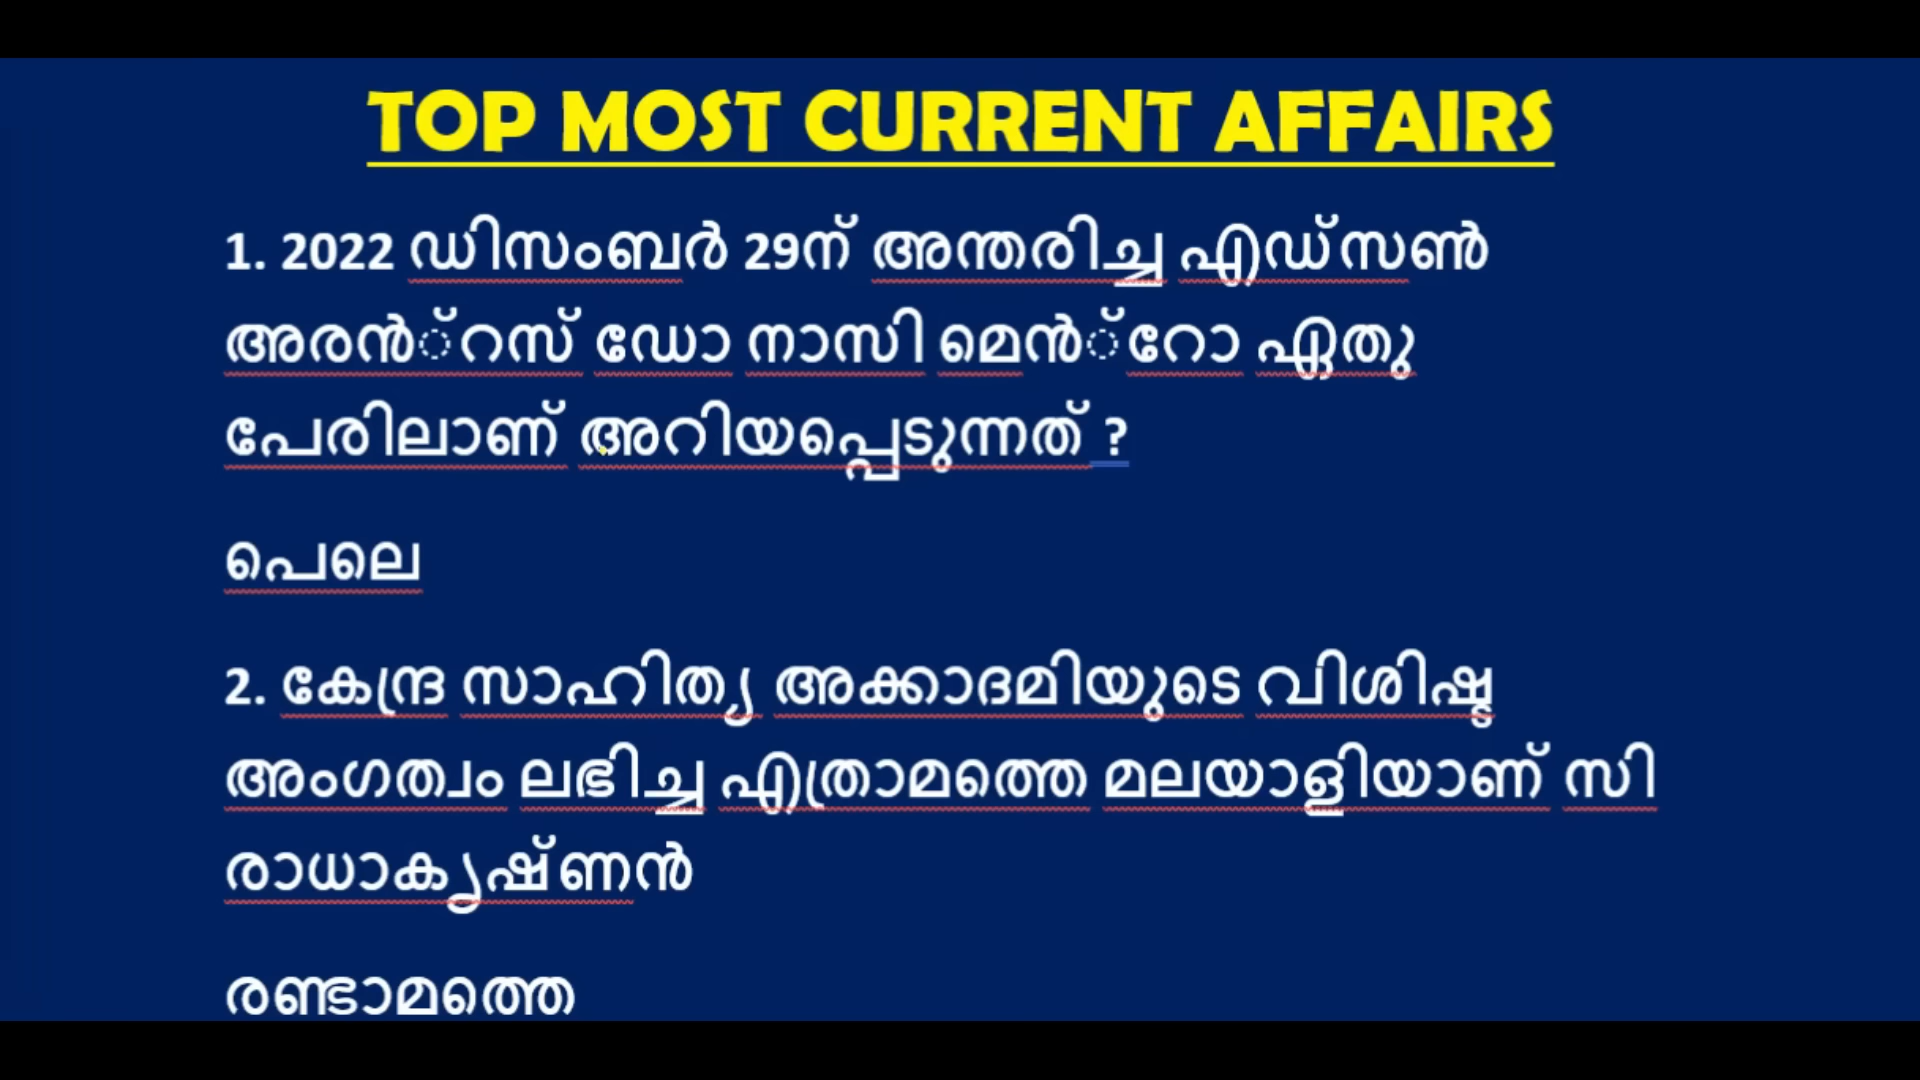 TOP MOST CURRENT AFFAIRS
1. 2022 ഡിസംബർ 29ന് അന്തരിച്ച എഡ്സൺ
അരൻ്റസ് ഡോ നാസി മെൻ്റോ ഏതു
പേരിലാണ് അറിയപ്പെടുന്നത് ?
പെലെ
2. കേന്ദ്ര സാഹിത്യ അക്കാദമിയുടെ വിശിഷ്ട
അംഗത്വം ലഭിച്ച എത്രാമത്തെ മലയാളിയാണ് സി
രാധാകൃഷ്ണൻ
രണ്ടാമത്തെ